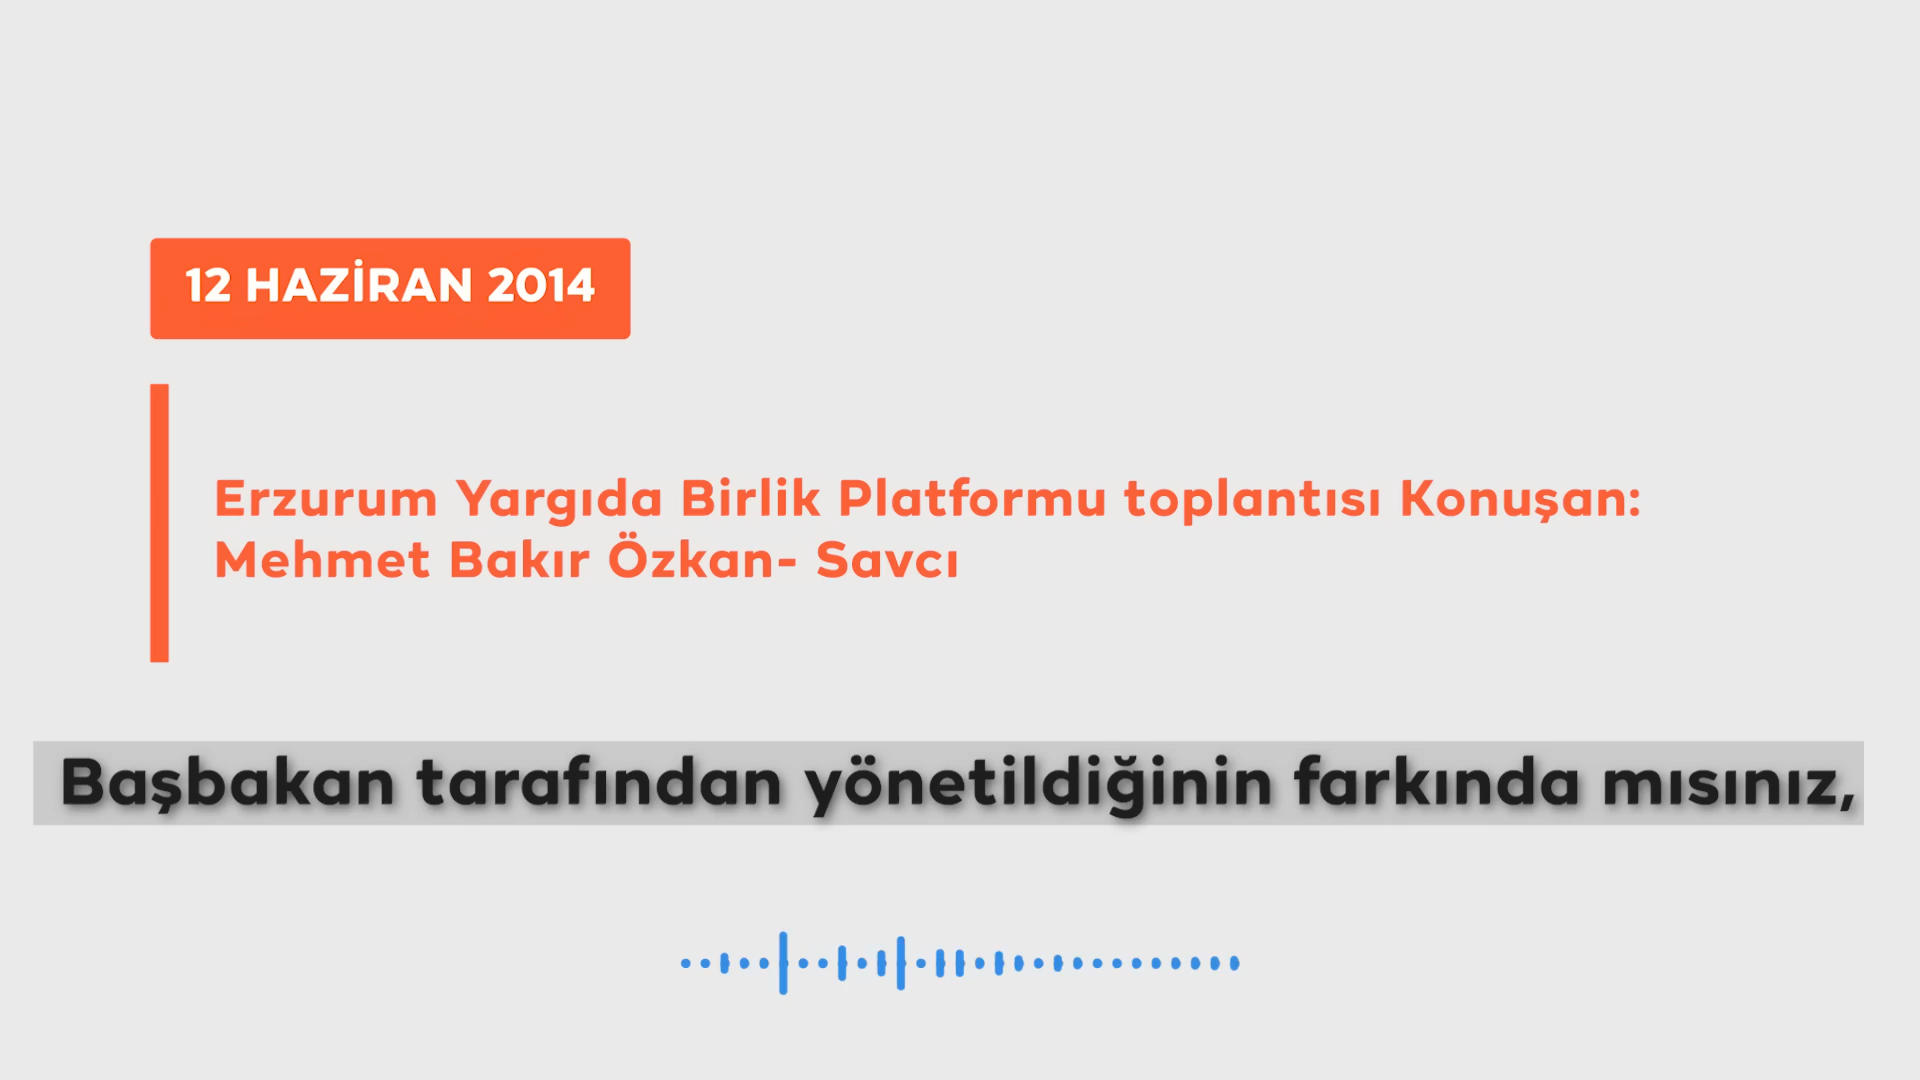 12 HAZİRAN 2014
Erzurum Yargıda Birlik Platformu toplantısı Konuşan:
Mehmet Bakır Özkan- Savcı
Başbakan tarafından yönetildiğinin farkında mısınız,